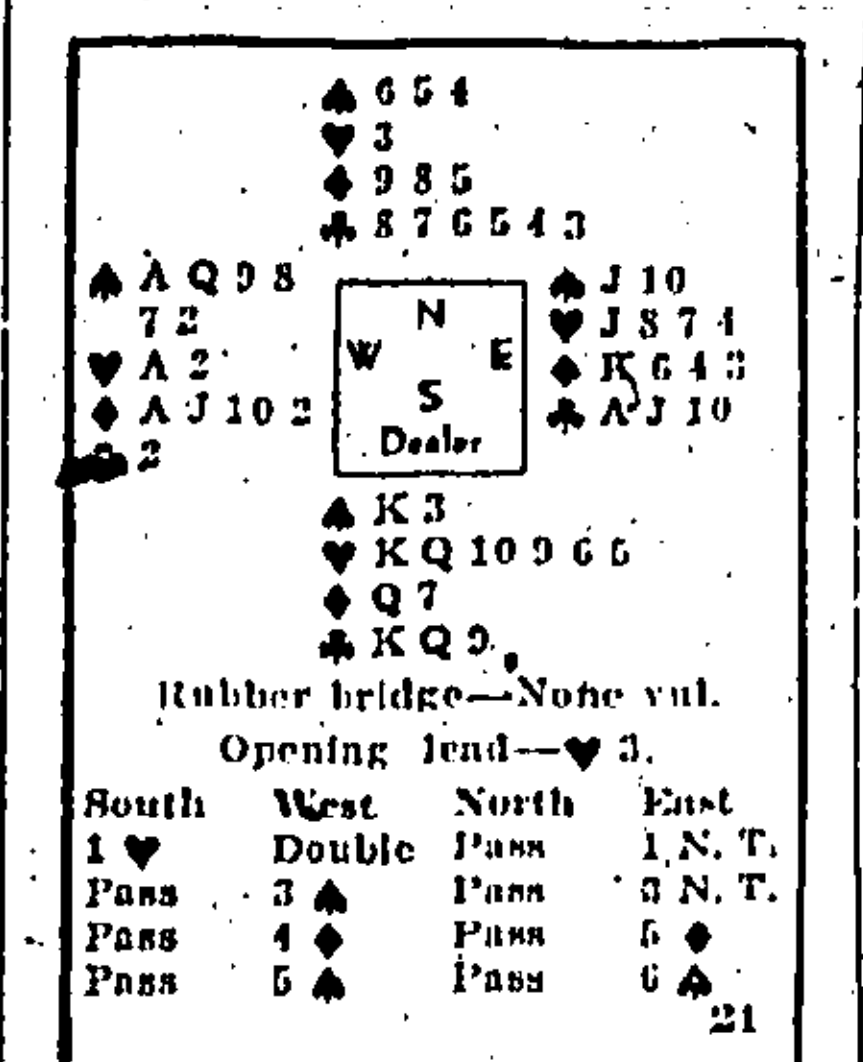 ♠ 6 5 4
♥ 3
♦ 9 8 5
♣ 8 7 6 5 4 3
♠ A Q 9 8
7 2
♥ A 2
♦ A J 10 2
♣ 2
N
W E
S
Dealer
♠ J 10
♥ J 8 7 4
♦ K 6 4 3
♣ A J 10
♠ K 3
♥ K Q 10 9 6 5
♦ Q 7
♣ K Q 9
Rubber bridge—None vul.
Opening lead—♥ 3.
South West North East
1 ♥ Double Pass 1 N. T.
Pass 3 ♠ Pass 3 N. T.
Pass 4 ♦ Pass 5 ♦
Pass 5 ♠ Pass 6 ♠
21